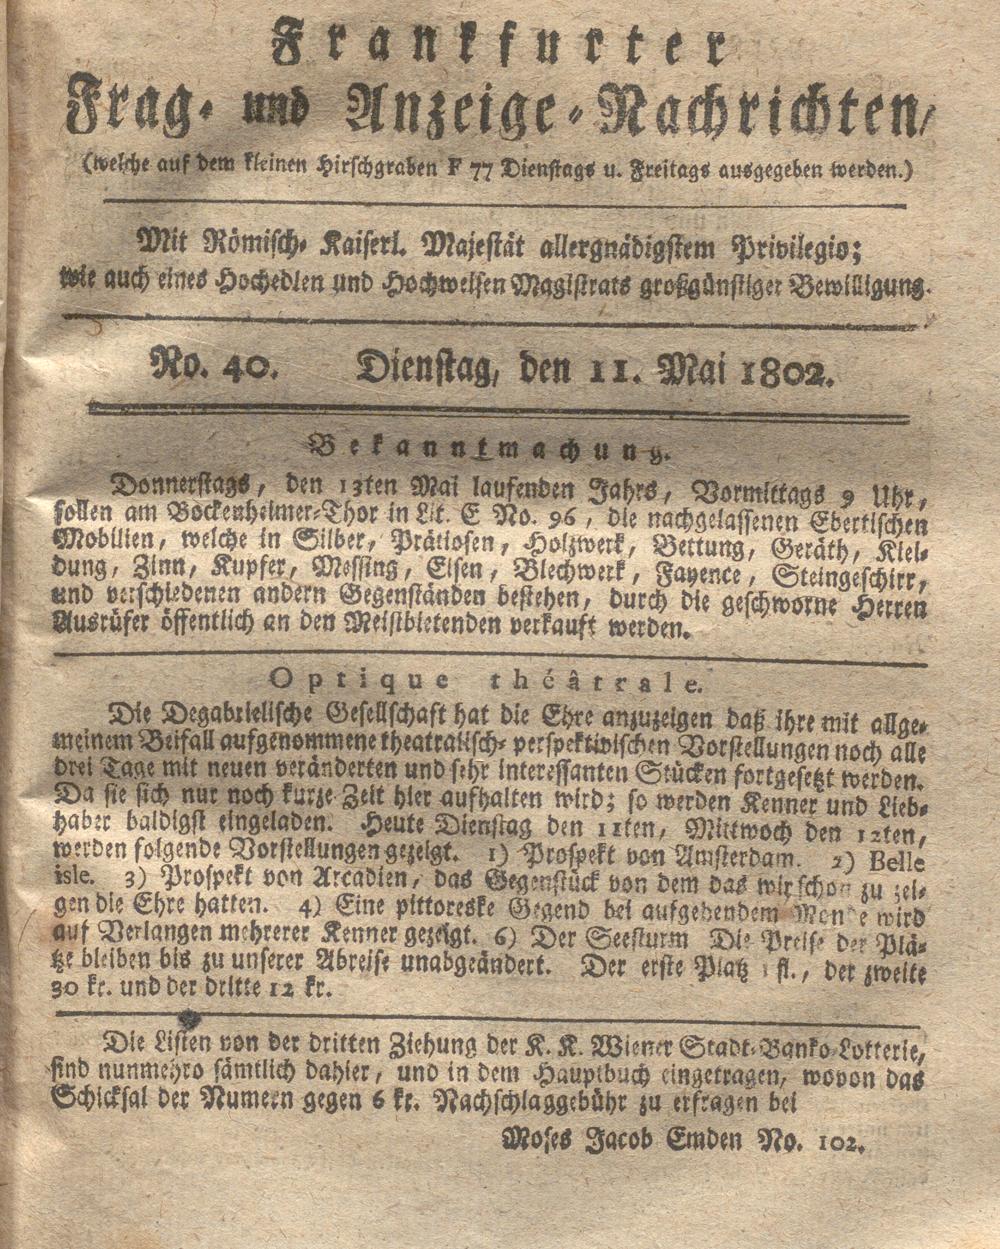 Frankfurter
Frag- und Anzeige-Nachrichten,
(welche auf dem kleinen Hirschgraben F 77 Dienstags u. Freitags ausgegeben werden.)
Mit Römisch-Kaiserl. Majestät allergnädigstem Privilegio;
wie auch eines Hochedlen und Hochweisen Magistrats großgünstiger Bewilligung.
No. 40. Dienstag, den 11. Mai 1802.
Bekanntmachung.
Donnerstags, den 13ten Mai laufenden Jahrs, Vormittags 9 Uhr,
sollen am Bockenheimer-Thor in Lit. E No. 96, die nachgelassenen Ebertischen
Mobilien, welche in Silber, Prätiosen, Holzwerk, Bettung, Geräth, Klei-
dung, Zinn, Kupfer, Messing, Eisen, Blechwerk, Fayence, Steingeschirr,
und verschiedenen andern Gegenständen bestehen, durch die geschworne Herren
Ausrüfer öffentlich an den Meistbietenden verkauft werden.
Optique théâtrale.
Die Degabrielische Gesellschaft hat die Ehre anzuzeigen daß ihre mit allge-
meinem Beifall aufgenommene theatralisch-perspektivischen Vorstellungen noch alle
drei Tage mit neuen veränderten und sehr interessanten Stücken fortgesetzt werden.
Da sie sich nur noch kurze Zeit hier aufhalten wird; so werden Kenner und Lieb-
haber baldigst eingeladen. Heute Dienstag den 11ten, Mittwoch den 12ten,
werden folgende Vorstellungen gezeigt. 1) Prospekt von Amsterdam. 2) Belle
isle. 3) Prospekt von Arcadien, das Gegenstück von dem das wir schon zu zei-
gen die Ehre hatten. 4) Eine pittoreske Gegend bei aufgehendem Monde wird
auf Verlangen mehrerer Kenner gezeigt. 6) Der Seesturm Die Preise der Plä-
tze bleiben bis zu unserer Abreise unabgeändert. Der erste Platz 1 fl., der zweite
30 kr. und der dritte 12 kr.
Die Listen von der dritten Ziehung der K. K. Wiener Stadt-Banko-Lotterie,
sind nunmehro sämtlich dahier, und in dem Hauptbuch eingetragen, wovon das
Schicksal der Numern gegen 6 kr. Nachschlaggebühr zu erfragen bei
Moses Jacob Emden No. 102.